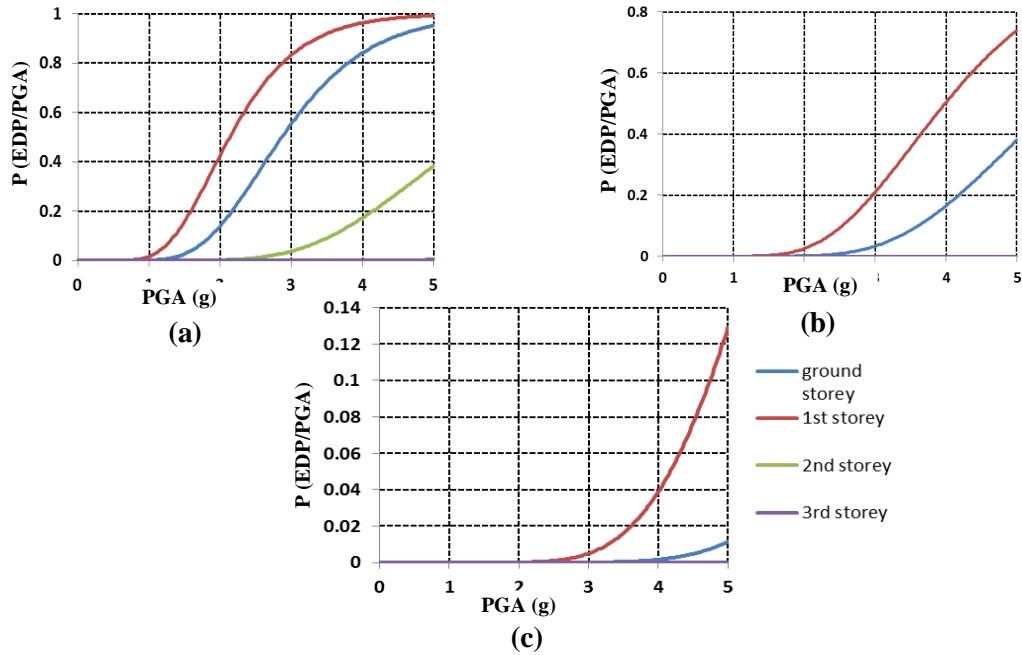 P (EDP/PGA)
1
0.8
0.6
0.4
0.2
0
0 1 2 3 4 5
PGA (g)
(a)
P (EDP/PGA)
0.8
0.6
0.4
0.2
0
0 1 2 3 4 5
PGA (g)
(b)
P (EDP/PGA)
0.14
0.12
0.1
0.08
0.06
0.04
0.02
0
0 1 2 3 4 5
PGA (g)
(c)
ground
storey
1st storey
2nd storey
3rd storey